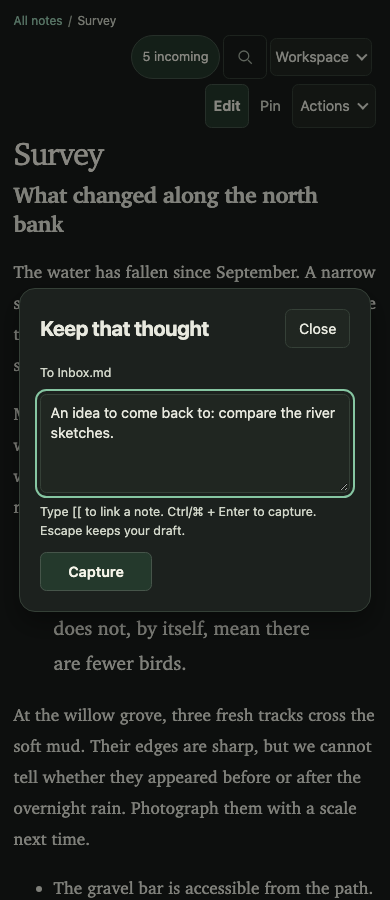 All notes / Survey
5 incoming
Workspace
Edit
Pin
Actions
Survey
What changed along the north
bank
The water has fallen since September. A narrow
Keep that thought
Close
To Inbox.md
An idea to come back to: compare the river
sketches.
Type [[ to link a note. Ctrl/⌘ + Enter to capture.
Escape keeps your draft.
Capture
does not, by itself, mean there
are fewer birds.
At the willow grove, three fresh tracks cross the
soft mud. Their edges are sharp, but we cannot
tell whether they appeared before or after the
overnight rain. Photograph them with a scale
next time.
• The gravel bar is accessible from the path.